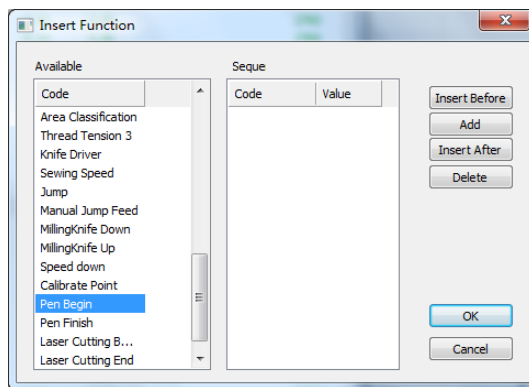 Insert Function
Available
Code
Area Classification
Thread Tension 3
Knife Driver
Sewing Speed
Jump
Manual Jump Feed
MillingKnife Down
MillingKnife Up
Speed down
Calibrate Point
Pen Begin
Pen Finish
Laser Cutting B...
Laser Cutting End
Seque
Code Value
Insert Before
Add
Insert After
Delete
OK
Cancel